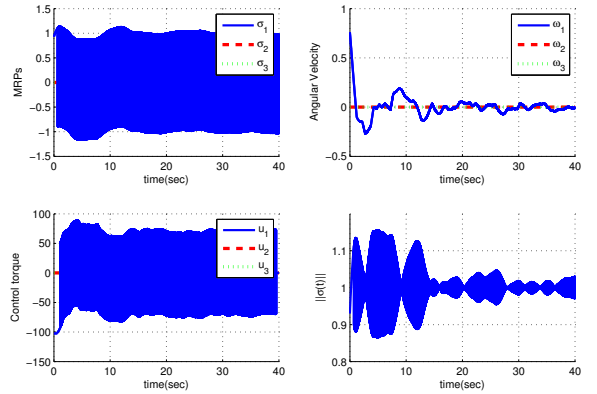 1.5
1
0.5
0
−0.5
−1
−1.5
0
10
20
30
40
MRPs
time(sec)
σ1
σ2
σ3
1
0.5
0
−0.5
0
10
20
30
40
Angular Velocity
time(sec)
ω1
ω2
ω3
100
50
0
−50
−100
−150
0
10
20
30
40
Control torque
time(sec)
u1
u2
u3
1.1
1
0.9
0.8
0
10
20
30
40
||σ(t)||
time(sec)